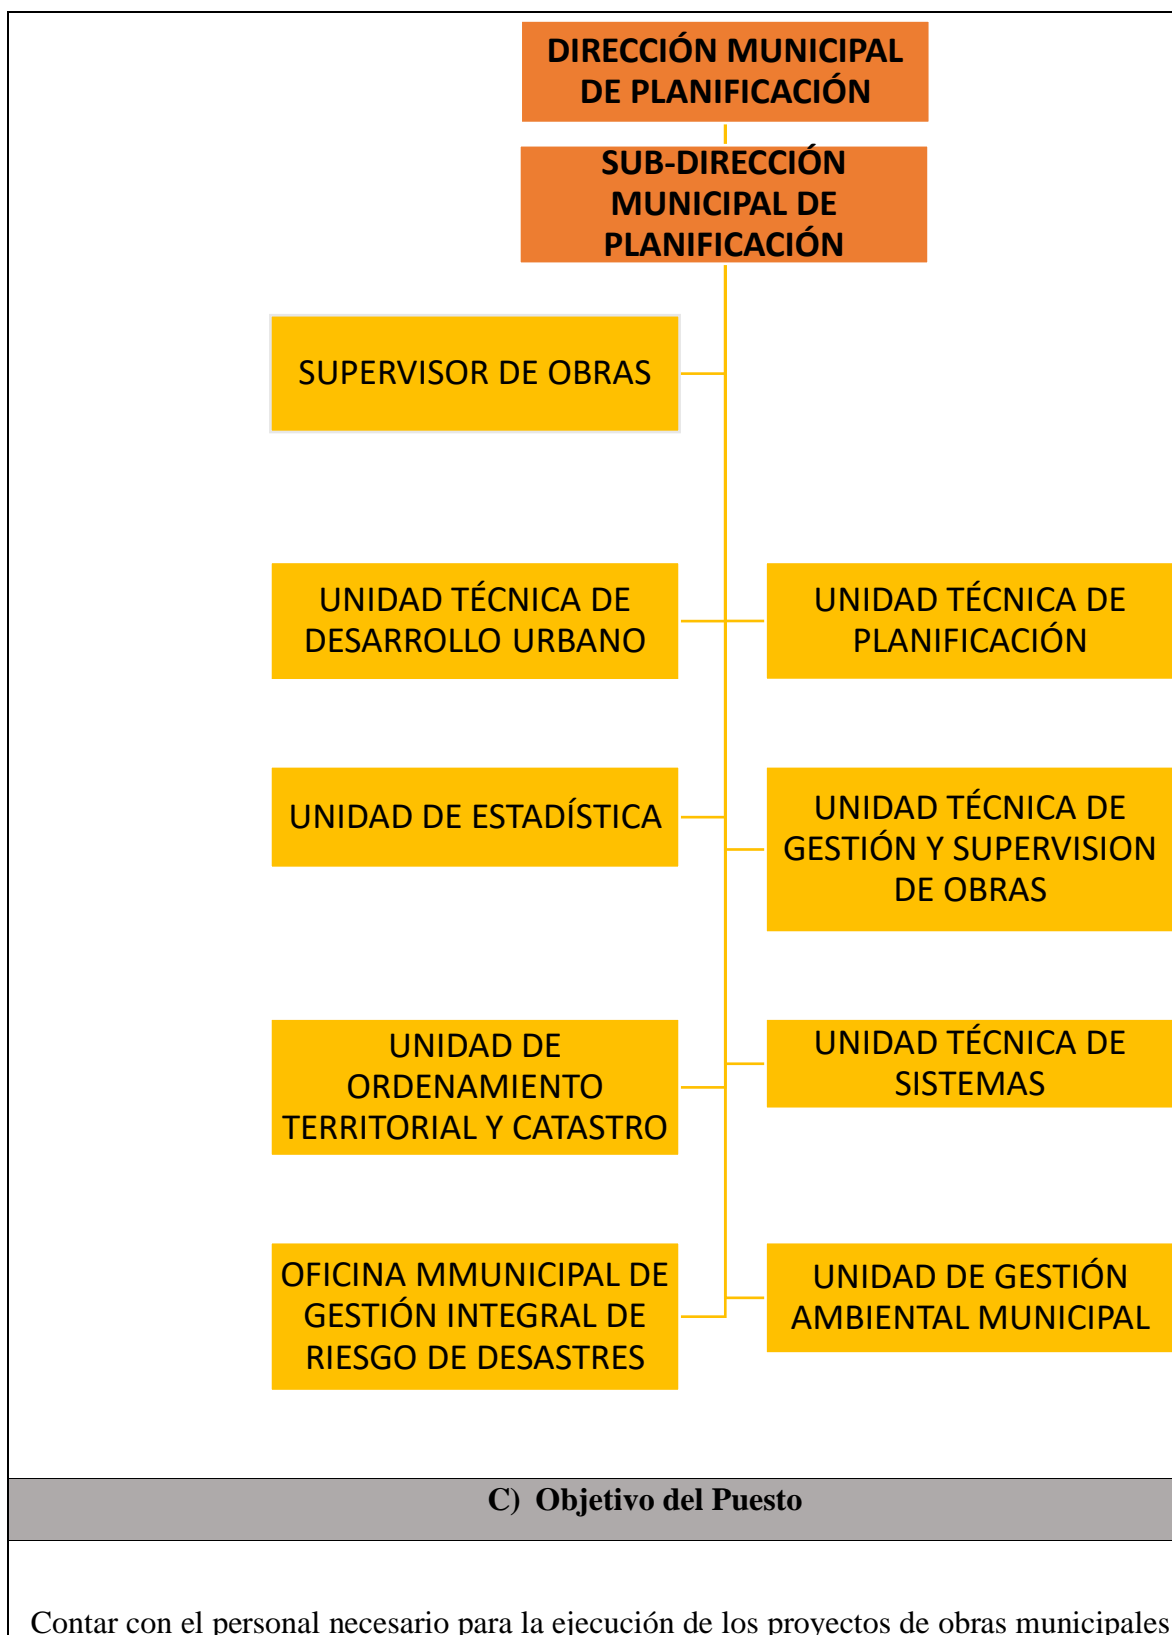 DIRECCIÓN MUNICIPAL
DE PLANIFICACIÓN
SUB-DIRECCIÓN
MUNICIPAL DE
PLANIFICACIÓN
SUPERVISOR DE OBRAS
UNIDAD TÉCNICA DE
DESARROLLO URBANO
UNIDAD TÉCNICA DE
PLANIFICACIÓN
UNIDAD DE ESTADÍSTICA
UNIDAD TÉCNICA DE
GESTIÓN Y SUPERVISION
DE OBRAS
UNIDAD DE
ORDENAMIENTO
TERRITORIAL Y CATASTRO
UNIDAD TÉCNICA DE
SISTEMAS
OFICINA MMUNICIPAL DE
GESTIÓN INTEGRAL DE
RIESGO DE DESASTRES
UNIDAD DE GESTIÓN
AMBIENTAL MUNICIPAL
C) Objetivo del Puesto
Contar con el personal necesario para la ejecución de los proyectos de obras municipales